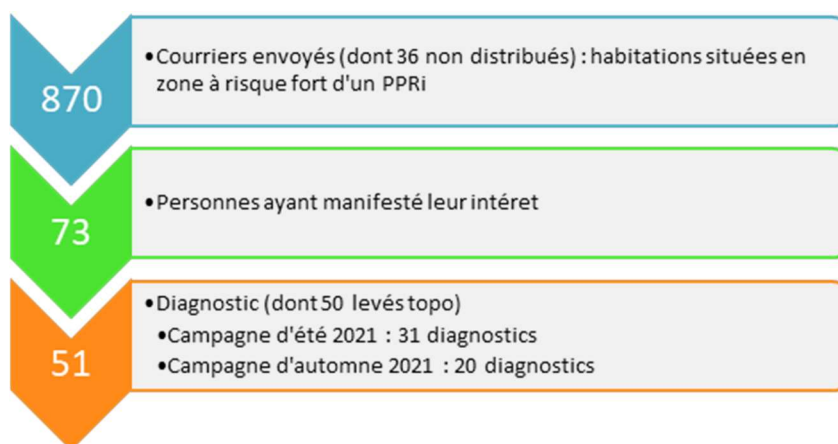 870
•Courriers envoyés (dont 36 non distribués) : habitations situées en
zone à risque fort d'un PPRi
73
•Personnes ayant manifesté leur intéret
51
•Diagnostic (dont 50 levés topo)
•Campagne d'été 2021 : 31 diagnostics
•Campagne d'automne 2021 : 20 diagnostics